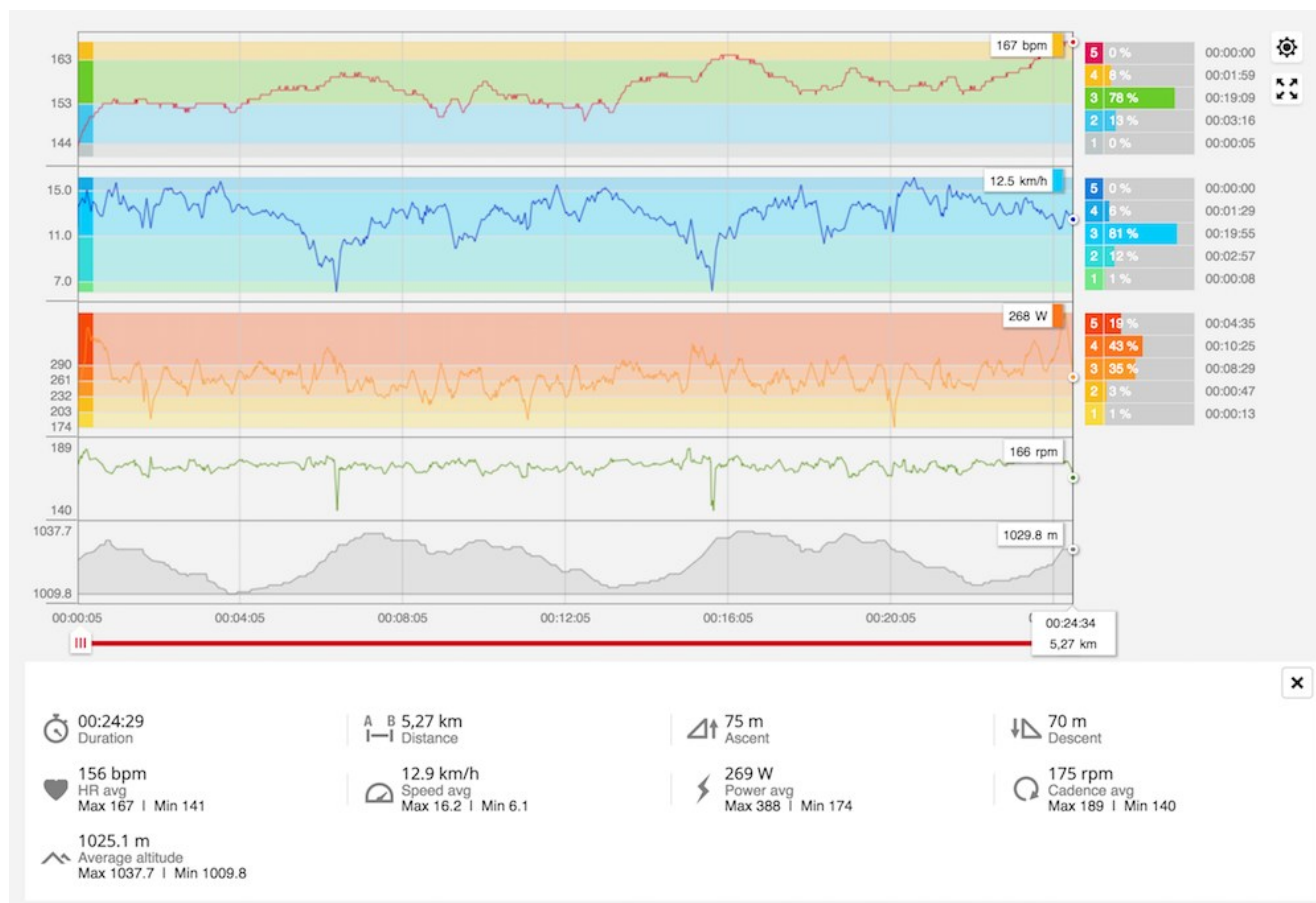 163
153
144
167 bpm
5 0 % 00:00:00
4 8 % 00:01:59
3 78 % 00:19:09
2 13 % 00:03:16
1 0 % 00:00:05
15.0
11.0
7.0
12.5 km/h
5 0 % 00:00:00
4 6 % 00:01:29
3 81 % 00:19:55
2 12 % 00:02:57
1 1 % 00:00:08
290
261
232
203
174
268 W
5 19 % 00:04:35
4 43 % 00:10:25
3 35 % 00:08:29
2 3 % 00:00:47
1 1 % 00:00:13
189
140
166 rpm
1037.7
1009.8
1029.8 m
00:00:05 00:04:05 00:08:05 00:12:05 00:16:05 00:20:05
00:24:34
5,27 km
00:24:29
Duration
A B 5,27 km
Distance
75 m
Ascent
70 m
Descent
156 bpm
HR avg
Max 167 | Min 141
12.9 km/h
Speed avg
Max 16.2 | Min 6.1
269 W
Power avg
Max 388 | Min 174
175 rpm
Cadence avg
Max 189 | Min 140
1025.1 m
Average altitude
Max 1037.7 | Min 1009.8